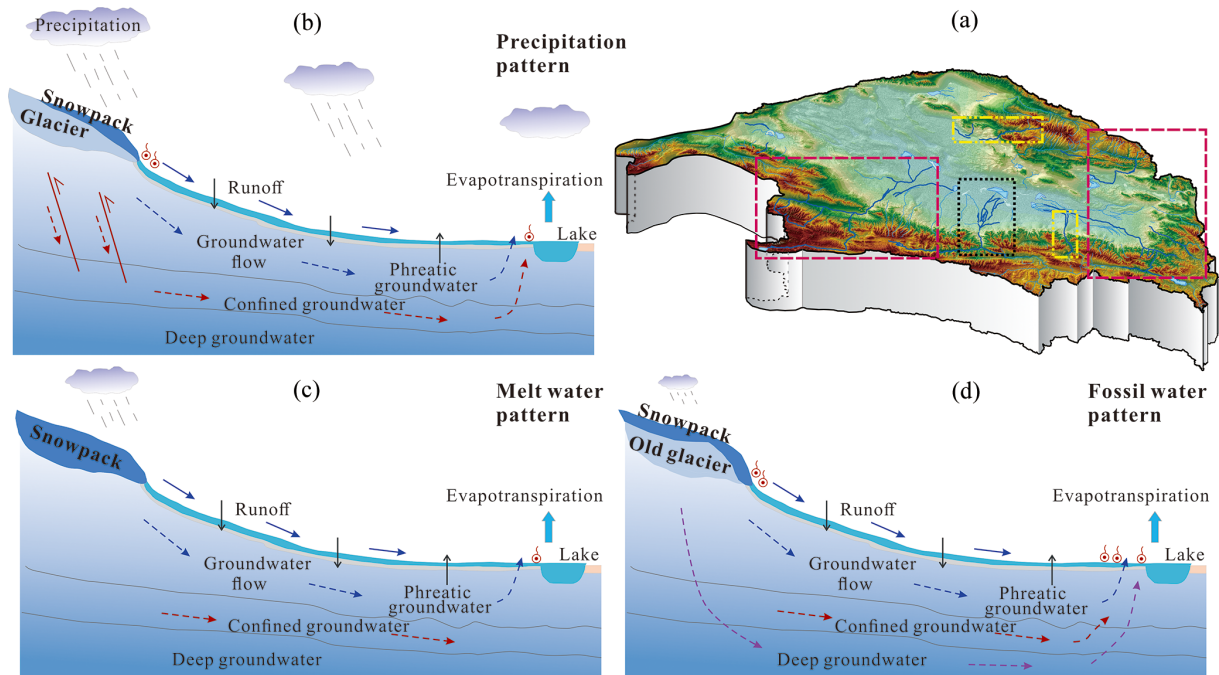 (a)
(b)
Precipitation
Precipitation
pattern
Snowpack
Glacier
Runoff
Evapotranspiration
Lake
Groundwater
flow
Phreatic
groundwater
Confined groundwater
Deep groundwater
(c)
Melt water
pattern
Snowpack
Runoff
Evapotranspiration
Lake
Groundwater
flow
Phreatic
groundwater
Confined groundwater
Deep groundwater
(d)
Fossil water
pattern
Snowpack
Old glacier
Runoff
Evapotranspiration
Lake
Groundwater
flow
Phreatic
groundwater
Confined groundwater
Deep groundwater